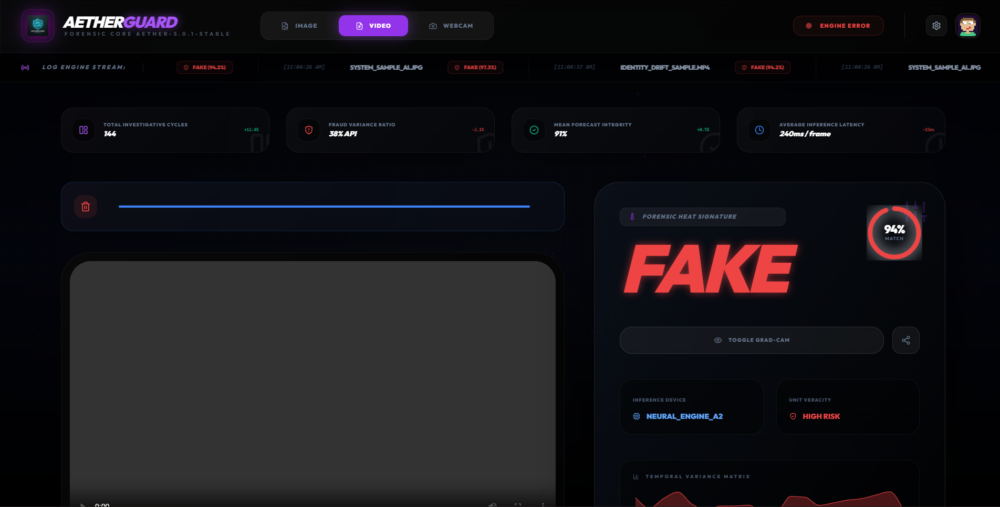 AETHERGUARD
FORENSIC CORE AETHER-5.0.1-STABLE
IMAGE
VIDEO
WEBCAM
ENGINE ERROR
LOG ENGINE STREAM:
FAKE (94.2%)
[11:04:26 AM]
SYSTEM_SAMPLE_AI.JPG
FAKE (97.3%)
[11:04:37 AM]
IDENTITY_DRIFT_SAMPLE.MP4
FAKE (94.2%)
[11:04:26 AM]
SYSTEM_SAMPLE_AI.JPG
TOTAL INVESTIGATIVE CYCLES
144
+12.4%
FRAUD VARIANCE RATIO
38% API
-2.1%
MEAN FORECAST INTEGRITY
91%
+0.5%
AVERAGE INFERENCE LATENCY
240ms / frame
-15ms
FORENSIC HEAT SIGNATURE
94%
MATCH
FAKE
TOGGLE GRAD-CAM
INFERENCE DEVICE
NEURAL_ENGINE_A2
UNIT VERACITY
HIGH RISK
TEMPORAL VARIANCE MATRIX
0:00